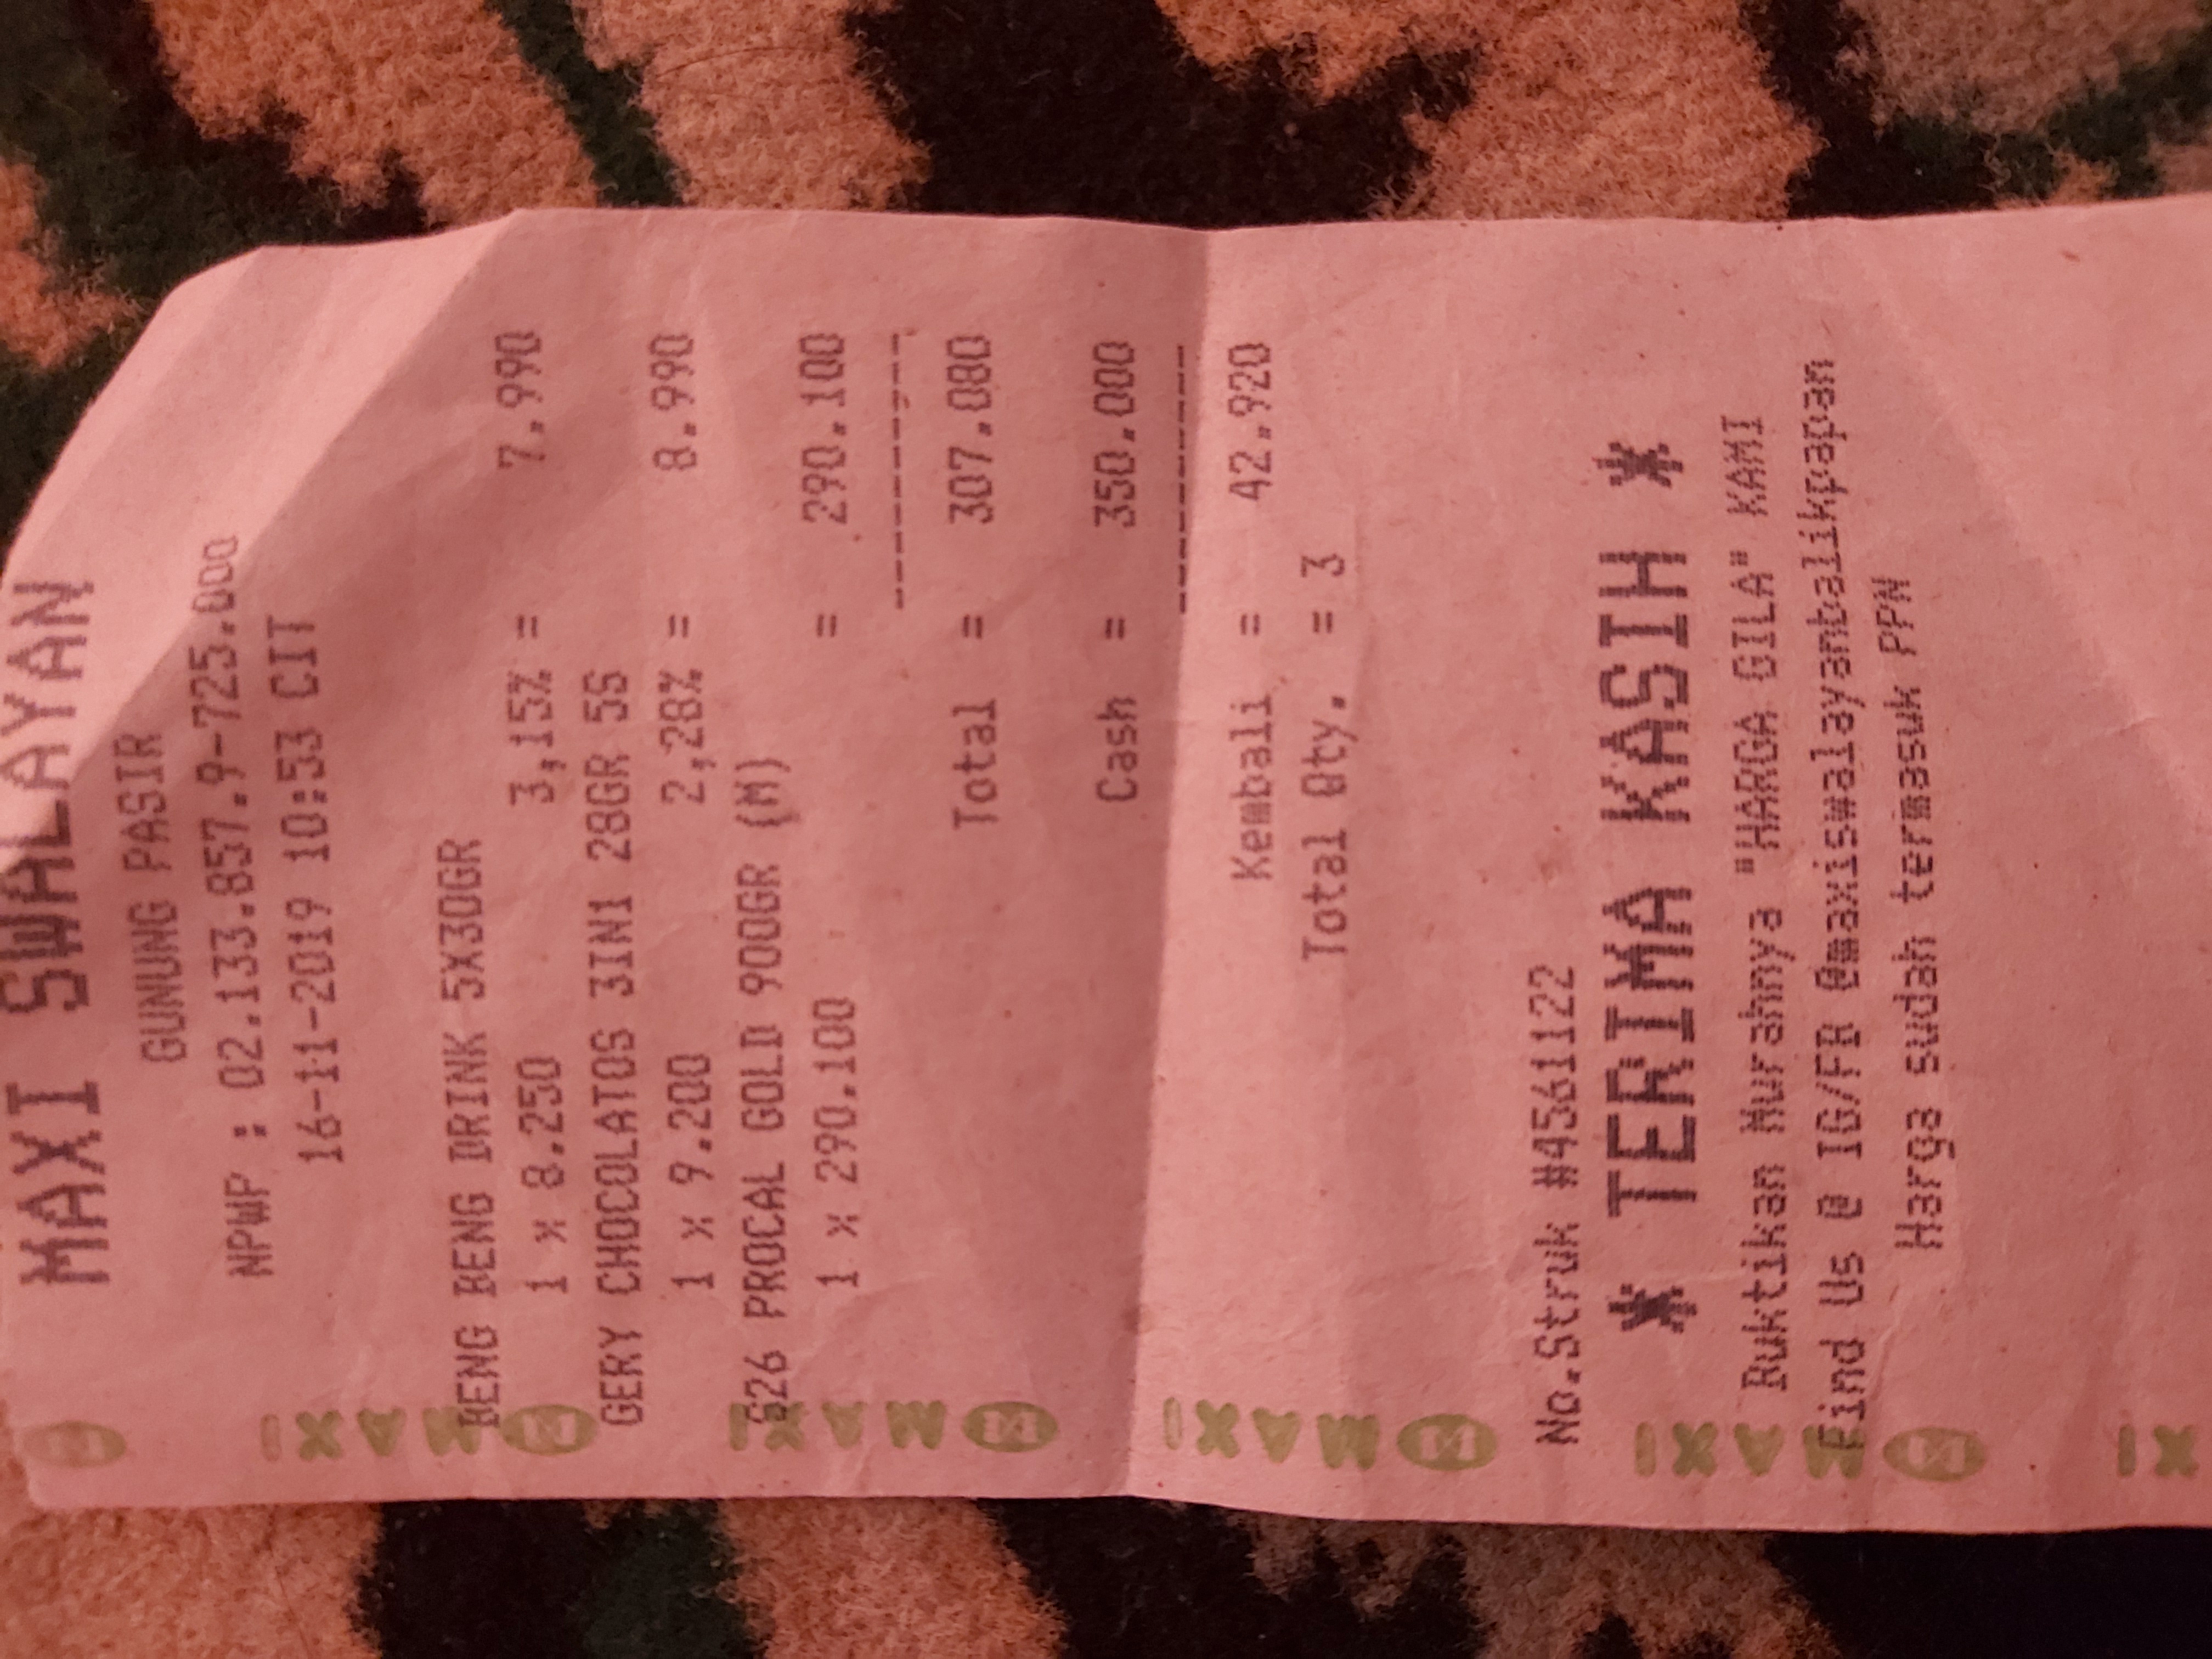 MAXI SWALAYAN
GUNUNG PASIR
NPWP : 02.133.857.9-725.000
16-11-2019 10:53 CIT
BENG BENG DRINK 5X30GR
1 x 8.250 3,15% = 7.990
GERY CHOCOLATOS 3IN1 28GR 5S
1 x 9.200 2,28% = 8.990
S26 PROCAL GOLD 900GR (M)
1 x 290.100 = 290.100
Total = 307.080
Cash = 350.000
Kembali = 42.920
Total Qty. = 3
No.Struk #4561122
* TERIMA KASIH *
Buktikan Murahnya "HARGA GILA" KAMI
Find Us @ IG/FB @maxiswalayanbalikpapan
Harga sudah termasuk PPN
MAXI
MAXI
MAXI
MAXI
XI